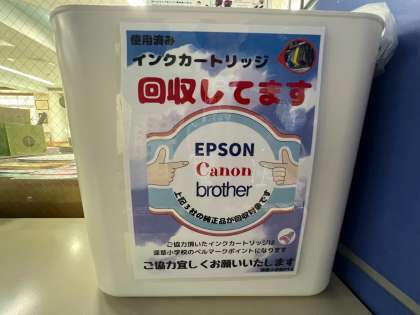 使用済み
インクカートリッジ
回収してます
EPSON
Canon
brother
上記3社の純正品が回収対象です
ご協力頂いたインクカートリッジは
小学校のベルマークポイントになります
ご協力宜しくお願いいたします